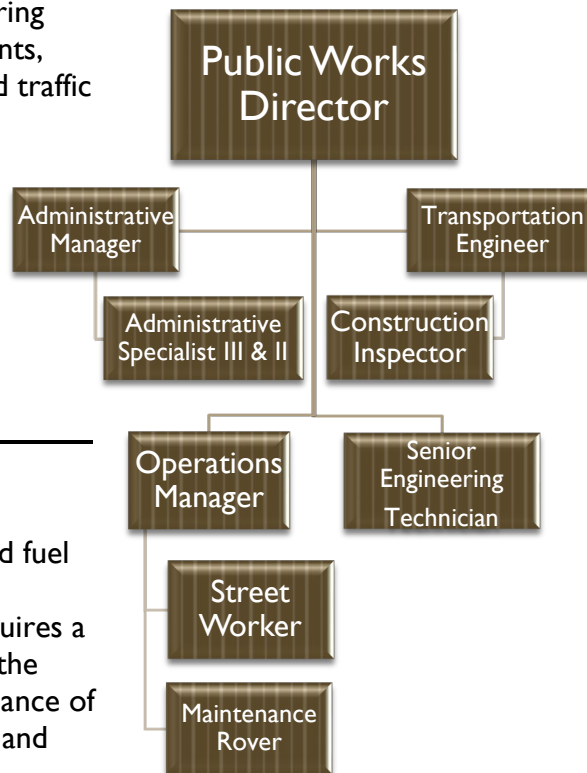 ring
nts,
d traffic
Public Works
Director
Administrative
Manager
Transportation
Engineer
Administrative
Specialist III & II
Construction
Inspector
Operations
Manager
Senior
Engineering
Technician
d fuel
uires a
the
ance of
and
Street
Worker
Maintenance
Rover